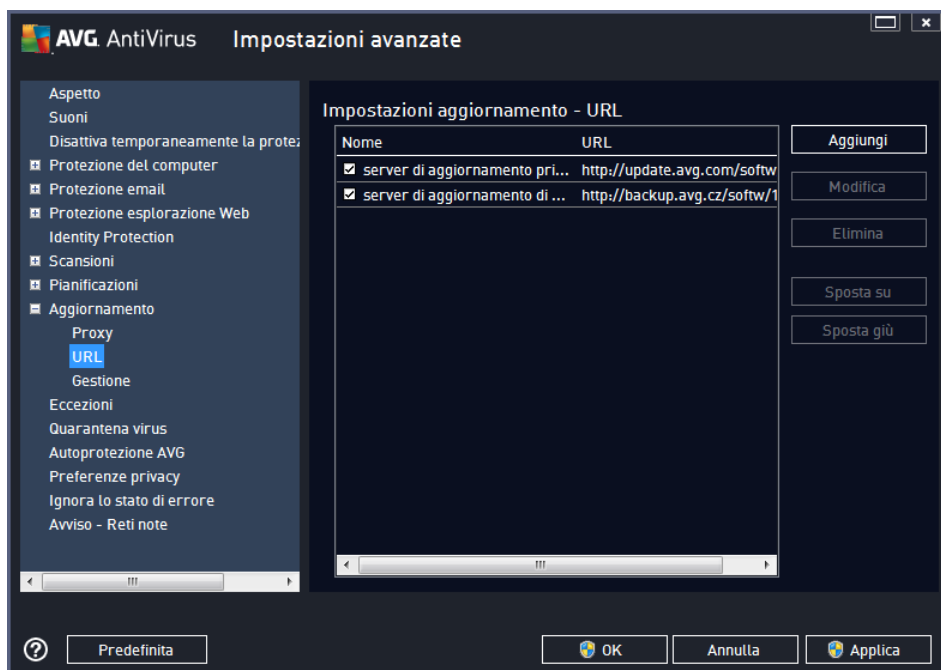 AVG AntiVirus Impostazioni avanzate
Aspetto
Suoni
Disattiva temporaneamente la protez
Protezione del computer
Protezione email
Protezione esplorazione Web
Identity Protection
Scansioni
Pianificazioni
Aggiornamento
Proxy
URL
Gestione
Eccezioni
Quarantena virus
Autoprotezione AVG
Preferenze privacy
Ignora lo stato di errore
Avviso - Reti note
Impostazioni aggiornamento - URL
Nome URL
server di aggiornamento pri... http://update.avg.com/softw
server di aggiornamento di ... http://backup.avg.cz/softw/1
Aggiungi
Modifica
Elimina
Sposta su
Sposta giù
Predefinita
OK
Annulla
Applica